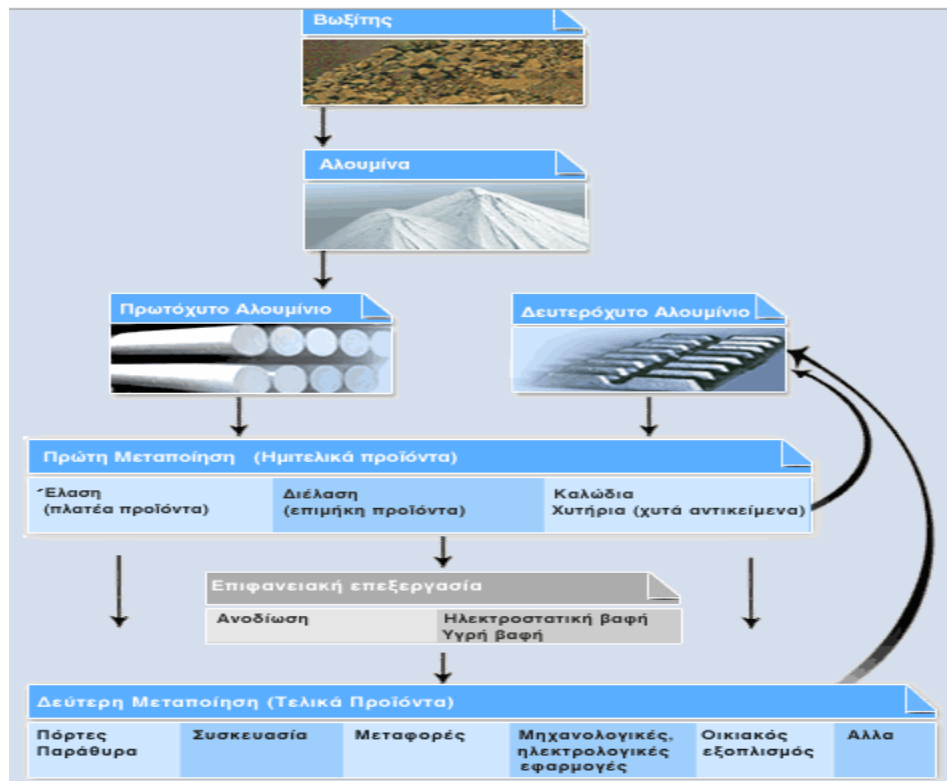 Βωξίτης
Αλουμίνα
Πρωτόχυτο Αλουμίνιο
Δευτερόχυτο Αλουμίνιο
Πρώτη Μεταποίηση (Ημιτελικά προϊόντα)
Έλαση
(πλατέα προϊόντα)
Διέλαση
(επιμήκη προϊόντα)
Καλώδια
Χυτήρια (χυτά αντικείμενα)
Επιφανειακή επεξεργασία
Ανοδίωση
Ηλεκτροστατική βαφή
Υγρή βαφή
Δεύτερη Μεταποίηση (Τελικά Προϊόντα)
Πόρτες
Παράθυρα
Συσκευασία
Μεταφορές
Μηχανολογικές,
ηλεκτρολογικές
εφαρμογές
Οικιακός
εξοπλισμός
Αλλα